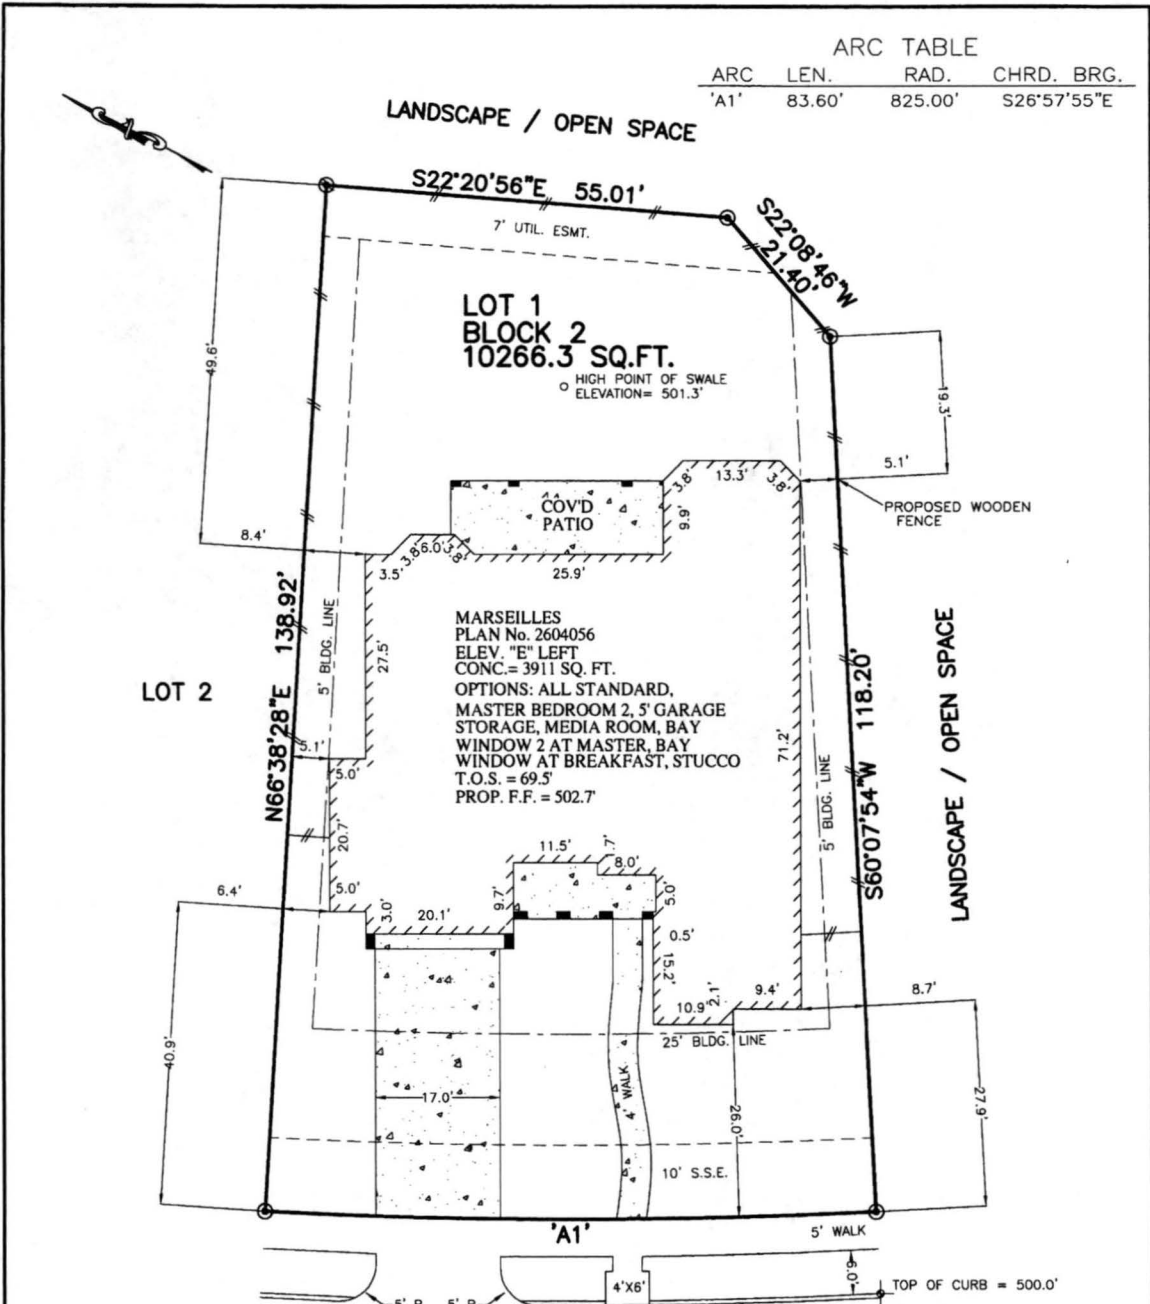 ARC TABLE
ARC LEN. RAD. CHRD. BRG.
'A1' 83.60' 825.00' S26°57'55"E
LANDSCAPE / OPEN SPACE
S22°20'56"E 55.01'
7' UTIL. ESMT.
S22°08'46"W
21.40'
LOT 1
BLOCK 2
10266.3 SQ.FT.
HIGH POINT OF SWALE
ELEVATION= 501.3'
49.6'
19.3'
5.1'
PROPOSED WOODEN
FENCE
3.8'
13.3'
3.8'
9.9'
COV'D
PATIO
8.4'
3.5'
3.8'
6.0'
3.8'
25.9'
N66°38'28"E 138.92'
5' BLDG. LINE
27.5'
MARSEILLES
PLAN No. 2604056
ELEV. "E" LEFT
CONC.= 3911 SQ. FT.
OPTIONS: ALL STANDARD,
MASTER BEDROOM 2, 5' GARAGE
STORAGE, MEDIA ROOM, BAY
WINDOW 2 AT MASTER, BAY
WINDOW AT BREAKFAST, STUCCO
T.O.S. = 69.5'
PROP. F.F. = 502.7'
LOT 2
71.2'
5' BLDG. LINE
S60°07'54"W 118.20'
LANDSCAPE / OPEN SPACE
5.1'
5.0'
20.7'
5.0'
6.4'
3.0'
20.1'
9.7'
11.5'
.7'
8.0'
5.0'
0.5'
15.2'
10.9'
2.1'
9.4'
8.7'
25' BLDG. LINE
40.9'
17.0'
4' WALK
26.0'
27.9'
10' S.S.E.
'A1'
5' WALK
4'X6'
6.0'
TOP OF CURB = 500.0'
5' R 5' R